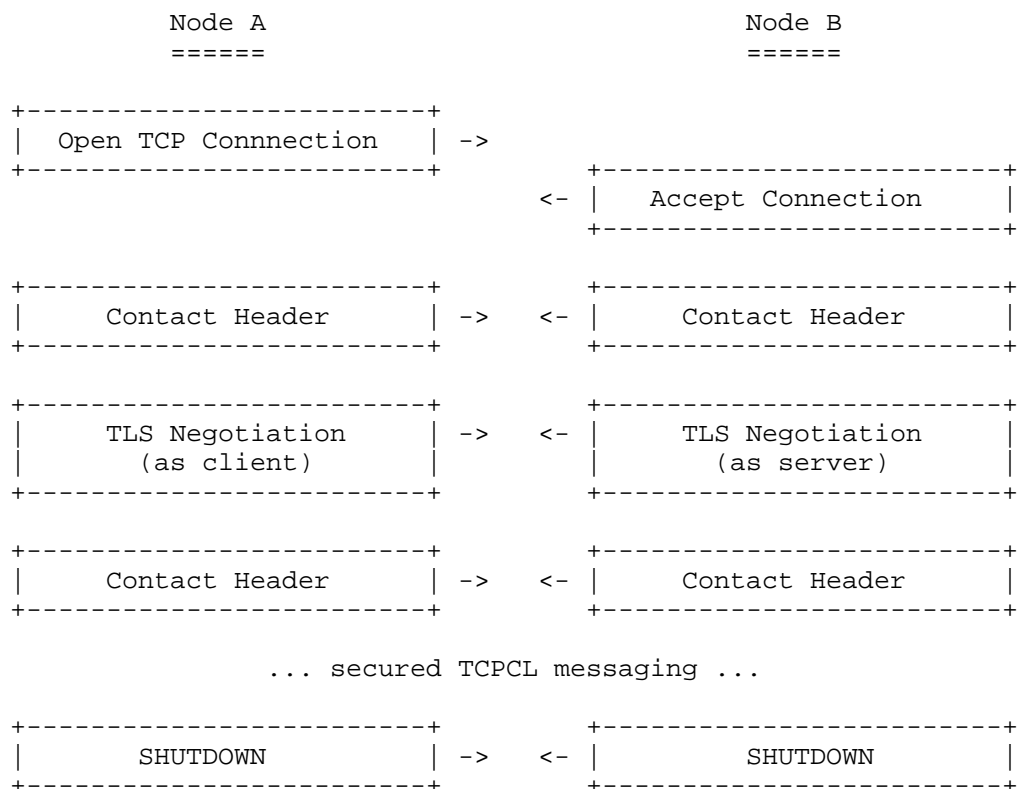 Node A                              Node B
======                              ======
+-------------------------+
|  Open TCP Connnection   | ->
+-------------------------+         +-------------------------+
                                 <- |   Accept Connection     |
                                    +-------------------------+
+-------------------------+         +-------------------------+
|     Contact Header      | ->   <- |     Contact Header      |
+-------------------------+         +-------------------------+
+-------------------------+         +-------------------------+
|     TLS Negotiation     | ->   <- |     TLS Negotiation     |
|       (as client)       |         |       (as server)       |
+-------------------------+         +-------------------------+
+-------------------------+         +-------------------------+
|     Contact Header      | ->   <- |     Contact Header      |
+-------------------------+         +-------------------------+
... secured TCPCL messaging ...
+-------------------------+         +-------------------------+
|       SHUTDOWN          | ->   <- |         SHUTDOWN        |
+-------------------------+         +-------------------------+